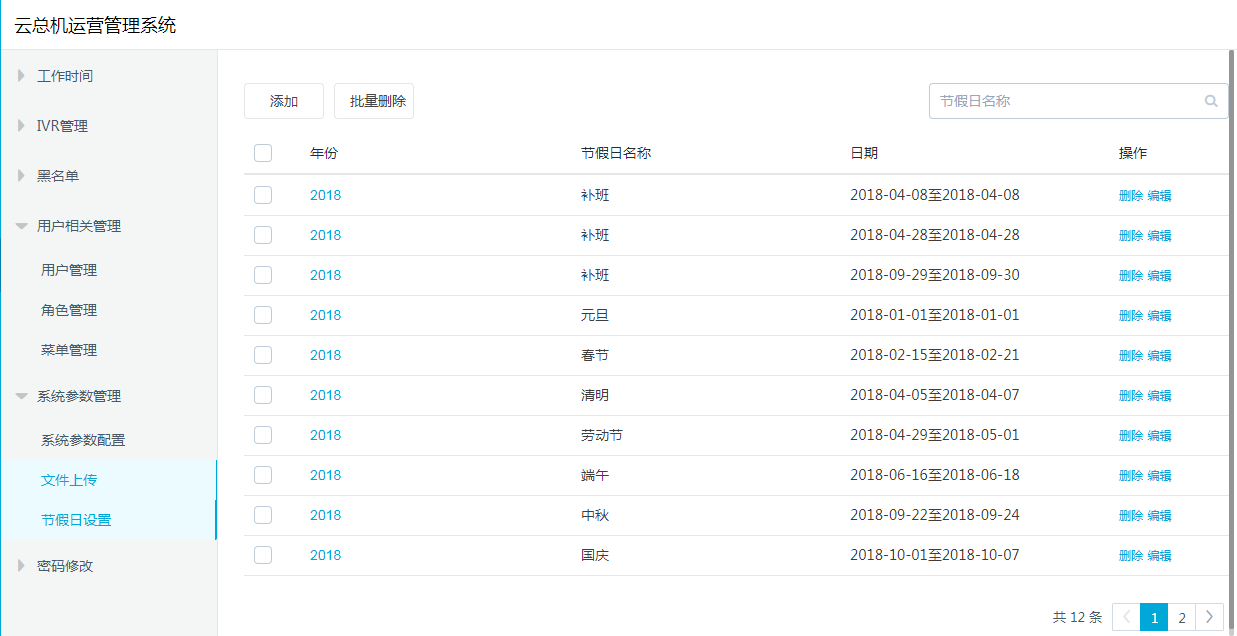 云总机运营管理系统
工作时间
IVR管理
黑名单
用户相关管理
用户管理
角色管理
菜单管理
系统参数管理
系统参数配置
文件上传
节假日设置
密码修改
添加 批量删除 节假日名称
年份 节假日名称 日期 操作
2018 补班 2018-04-08至2018-04-08 删除 编辑
2018 补班 2018-04-28至2018-04-28 删除 编辑
2018 补班 2018-09-29至2018-09-30 删除 编辑
2018 元旦 2018-01-01至2018-01-01 删除 编辑
2018 春节 2018-02-15至2018-02-21 删除 编辑
2018 清明 2018-04-05至2018-04-07 删除 编辑
2018 劳动节 2018-04-29至2018-05-01 删除 编辑
2018 端午 2018-06-16至2018-06-18 删除 编辑
2018 中秋 2018-09-22至2018-09-24 删除 编辑
2018 国庆 2018-10-01至2018-10-07 删除 编辑
共 12 条 1 2